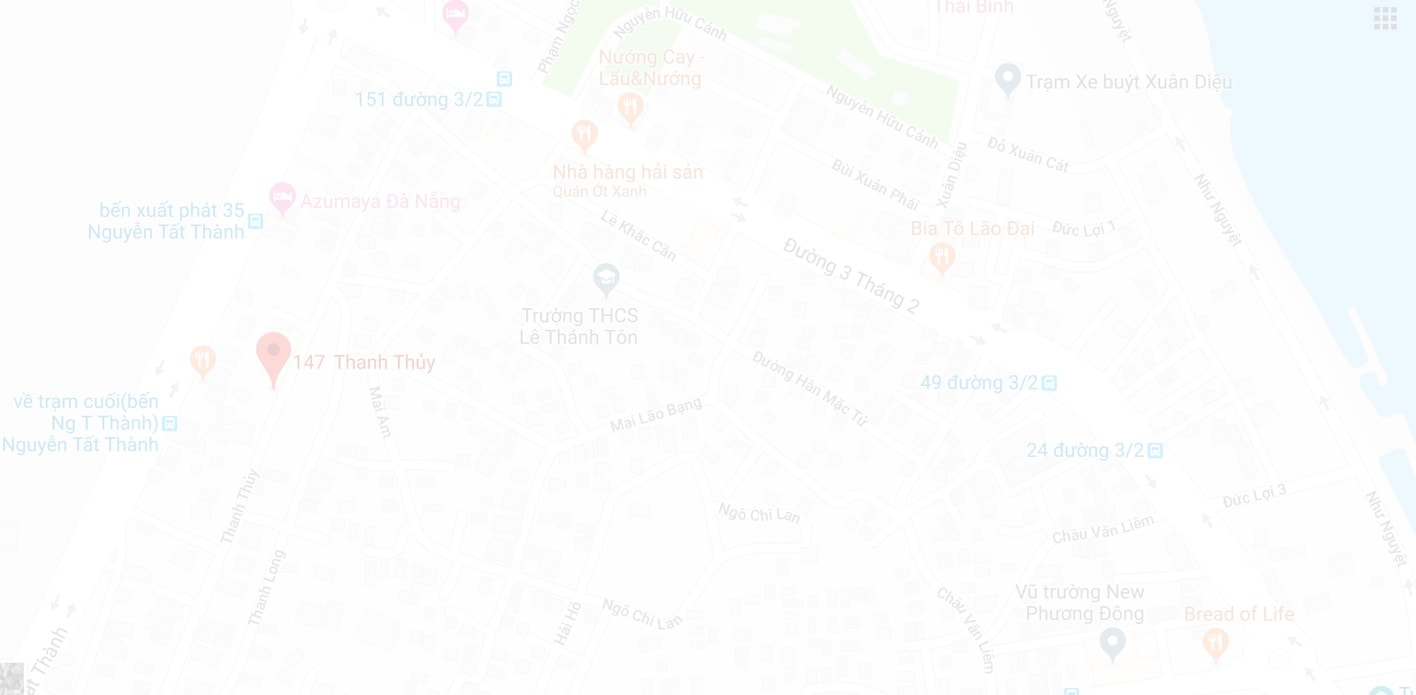 Thái Bình
Phạm Ngọc
Nguyễn Hữu Cảnh
Nguyệt
Nướng Cay -
Lẩu&Nướng
Trạm Xe buýt Xuân Diệu
151 đường 3/2
Nguyễn Hữu Cảnh
Đỗ Xuân Cát
Nhà hàng hải sản
Quán Ớt Xanh
Bùi Xuân Phái
Xuân Diệu
Như Nguyệt
Azumaya Đà Nẵng
bến xuất phát 35
Nguyễn Tất Thành
Lê Khắc Cần
Bia Tô Lão Đại
Đức Lợi 1
Đường 3 Tháng 2
Trường THCS
Lê Thánh Tôn
147 Thanh Thủy
Đường Hàn Mặc Tử
49 đường 3/2
Mai Am
Mai Lão Bạng
về trạm cuối(bến
Ng T Thành)
Nguyễn Tất Thành
24 đường 3/2
Thanh Thủy
Ngô Chi Lan
Đức Lợi 3
Như Nguyệt
Châu Văn Liêm
Thanh Long
Vũ trường New
Phương Đông
Bread of Life
Hải Hồ
Ngô Chi Lan
Châu Văn Liêm
Thành